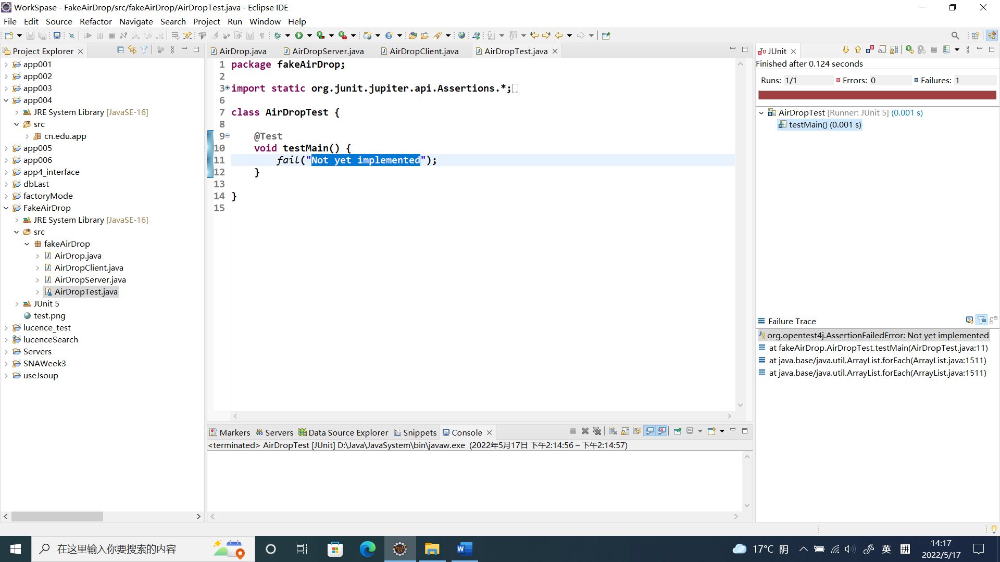 WorkSpase - FakeAirDrop/src/fakeAirDrop/AirDropTest.java - Eclipse IDE
File Edit Source Refactor Navigate Search Project Run Window Help
Project Explorer
app001
app002
app003
app004
JRE System Library [JavaSE-16]
src
cn.edu.app
app005
app006
app4_interface
dbLast
factoryMode
FakeAirDrop
JRE System Library [JavaSE-16]
src
fakeAirDrop
AirDrop.java
AirDropClient.java
AirDropServer.java
AirDropTest.java
JUnit 5
test.png
lucence_test
lucenceSearch
Servers
SNAWeek3
useJsoup
AirDrop.java AirDropServer.java AirDropClient.java AirDropTest.java
1 package fakeAirDrop;
2
3 import static org.junit.jupiter.api.Assertions.*;
6
7 class AirDropTest {
8
9 @Test
10 void testMain() {
11 fail("Not yet implemented");
12 }
13
14 }
15
Markers Servers Data Source Explorer Snippets Console
<terminated> AirDropTest [JUnit] D:\Java\JavaSystem\bin\javaw.exe (2022年5月17日 下午2:14:56 – 下午2:14:57)
JUnit
Finished after 0.124 seconds
Runs: 1/1 Errors: 0 Failures: 1
AirDropTest [Runner: JUnit 5] (0.001 s)
testMain() (0.001 s)
Failure Trace
org.opentest4j.AssertionFailedError: Not yet implemented
at fakeAirDrop.AirDropTest.testMain(AirDropTest.java:11)
at java.base/java.util.ArrayList.forEach(ArrayList.java:1511)
at java.base/java.util.ArrayList.forEach(ArrayList.java:1511)
在这里输入你要搜索的内容
17°C 阴
英
拼
14:17
2022/5/17